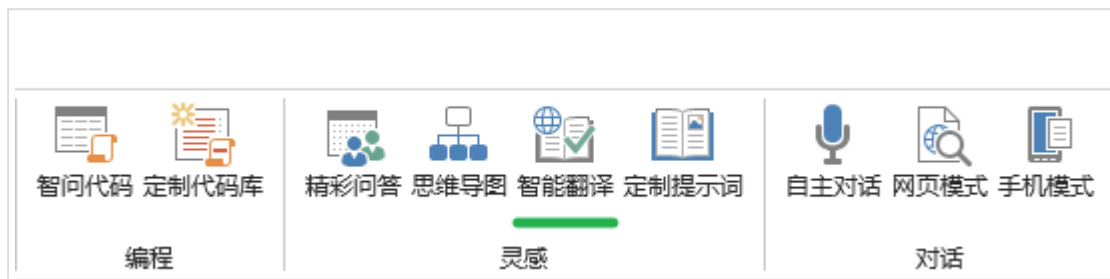 智问代码 定制代码库 精彩问答 思维导图 智能翻译 定制提示词 自主对话 网页模式 手机模式
编程 灵感 对话